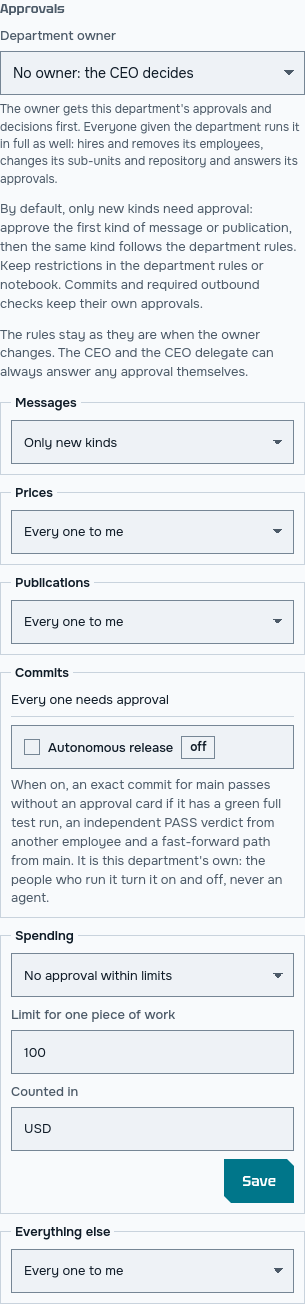 Approvals
Department owner
No owner: the CEO decides
The owner gets this department's approvals and
decisions first. Everyone given the department runs it
in full as well: hires and removes its employees,
changes its sub-units and repository and answers its
approvals.
By default, only new kinds need approval:
approve the first kind of message or publication,
then the same kind follows the department rules.
Keep restrictions in the department rules or
notebook. Commits and required outbound
checks keep their own approvals.
The rules stay as they are when the owner
changes. The CEO and the CEO delegate can
always answer any approval themselves.
Messages
Only new kinds
Prices
Every one to me
Publications
Every one to me
Commits
Every one needs approval
Autonomous release off
When on, an exact commit for main passes
without an approval card if it has a green full
test run, an independent PASS verdict from
another employee and a fast-forward path
from main. It is this department's own: the
people who run it turn it on and off, never an
agent.
Spending
No approval within limits
Limit for one piece of work
100
Counted in
USD
Save
Everything else
Every one to me